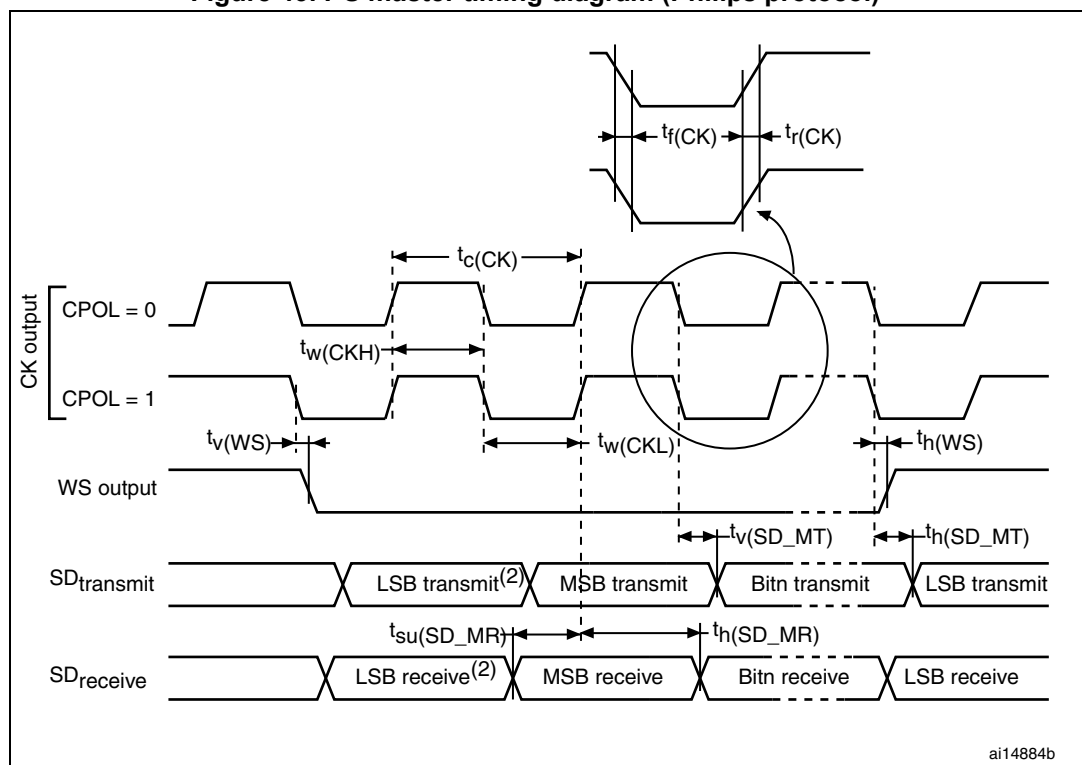 Figure 49. I²S master timing diagram (Philips protocol)
tf(CK)
tr(CK)
tc(CK)
CK output
CPOL = 0
tw(CKH)
CPOL = 1
tv(WS)
tw(CKL)
th(WS)
WS output
tv(SD_MT)
th(SD_MT)
SDtransmit
LSB transmit(2)
MSB transmit
Bitn transmit
LSB transmit
tsu(SD_MR)
th(SD_MR)
SDreceive
LSB receive(2)
MSB receive
Bitn receive
LSB receive
ai14884b